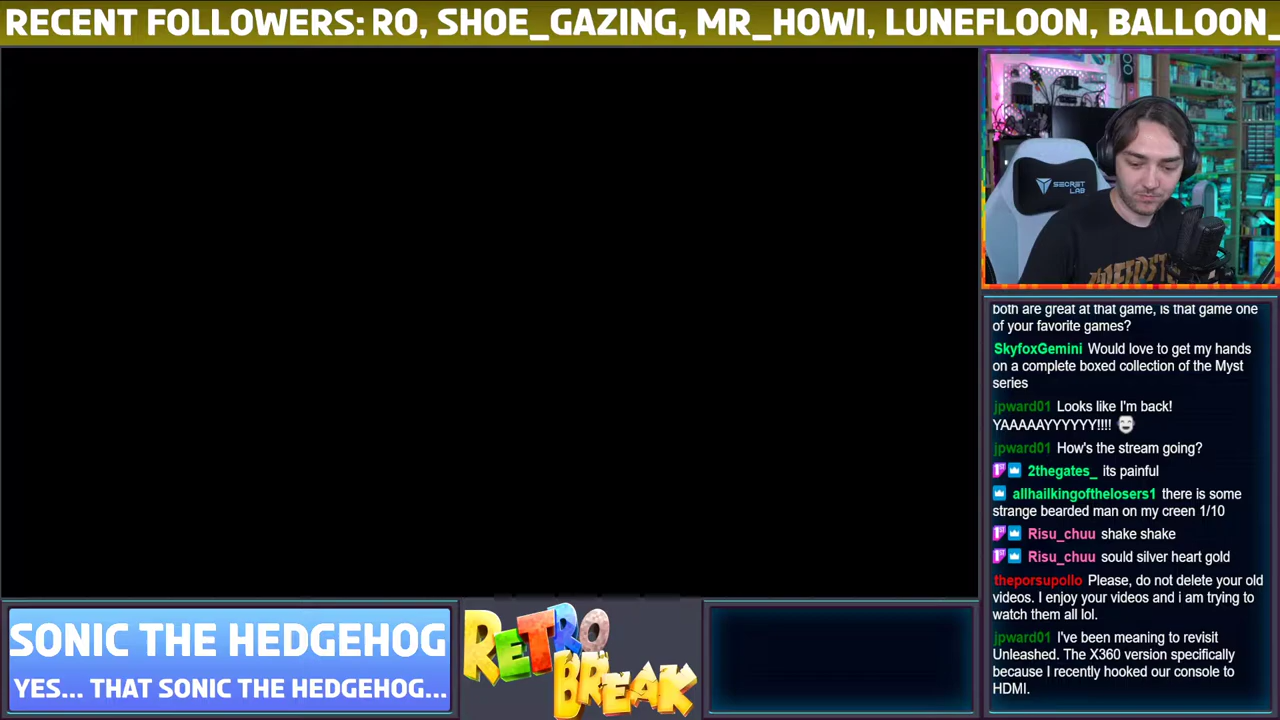 RECENT FOLLOWERS: RO, SHOE_GAZING, MR_HOWI, LUNEFLOON, BALLOON_
SECRET
LAB
both are great at that game, is that game one
of your favorite games?
SkyfoxGemini Would love to get my hands
on a complete boxed collection of the Myst
series
jpward01 Looks like I'm back!
YAAAAAYYYYYY!!!!
jpward01 How's the stream going?
2thegates_ its painful
allhailkingofthelosers1 there is some
strange bearded man on my creen 1/10
Risu_chuu shake shake
Risu_chuu sould silver heart gold
theporsupollo Please, do not delete your old
videos. I enjoy your videos and i am trying to
watch them all lol.
jpward01 I've been meaning to revisit
Unleashed. The X360 version specifically
because I recently hooked our console to
HDMI.
SONIC THE HEDGEHOG
YES... THAT SONIC THE HEDGEHOG...
RETRO
BREAK